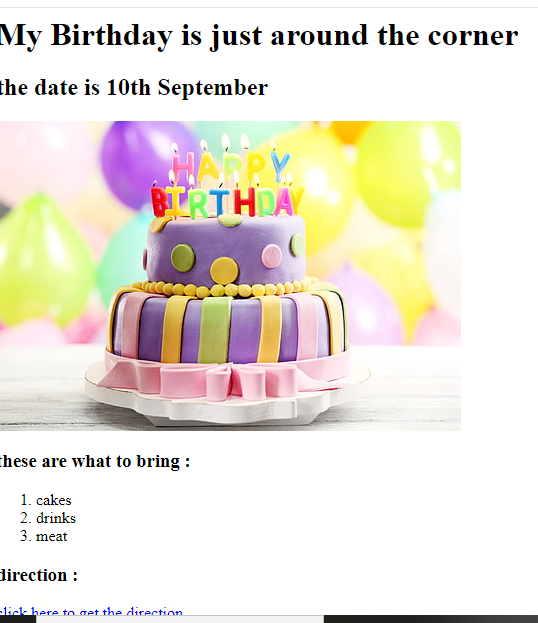 My Birthday is just around the corner
the date is 10th September
HAPPY
BIRTHDAY
these are what to bring :
1. cakes
2. drinks
3. meat
direction :
click here to get the direction